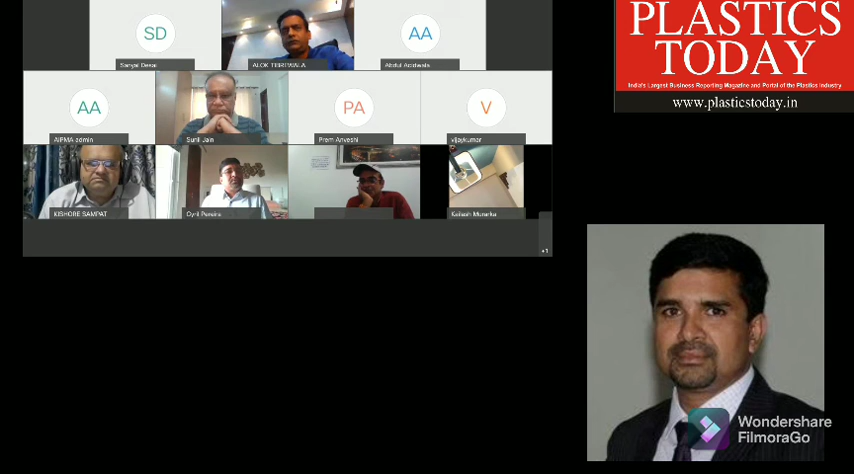 SD
AA
Sanyal Desai
ALOK TIBREWALA
Abdul Acidwala
PLASTICS
TODAY
India's Largest Business Reporting Magazine and Portal of the Plastics Industry
www.plasticstoday.in
AA
PA
V
AIPMA admin
Sunil Jain
Prem Anveshi
vijaykumar
KISHORE SAMPAT
Cyril Pereira
Kailash Murarka
+3
Wondershare
FilmoraGo